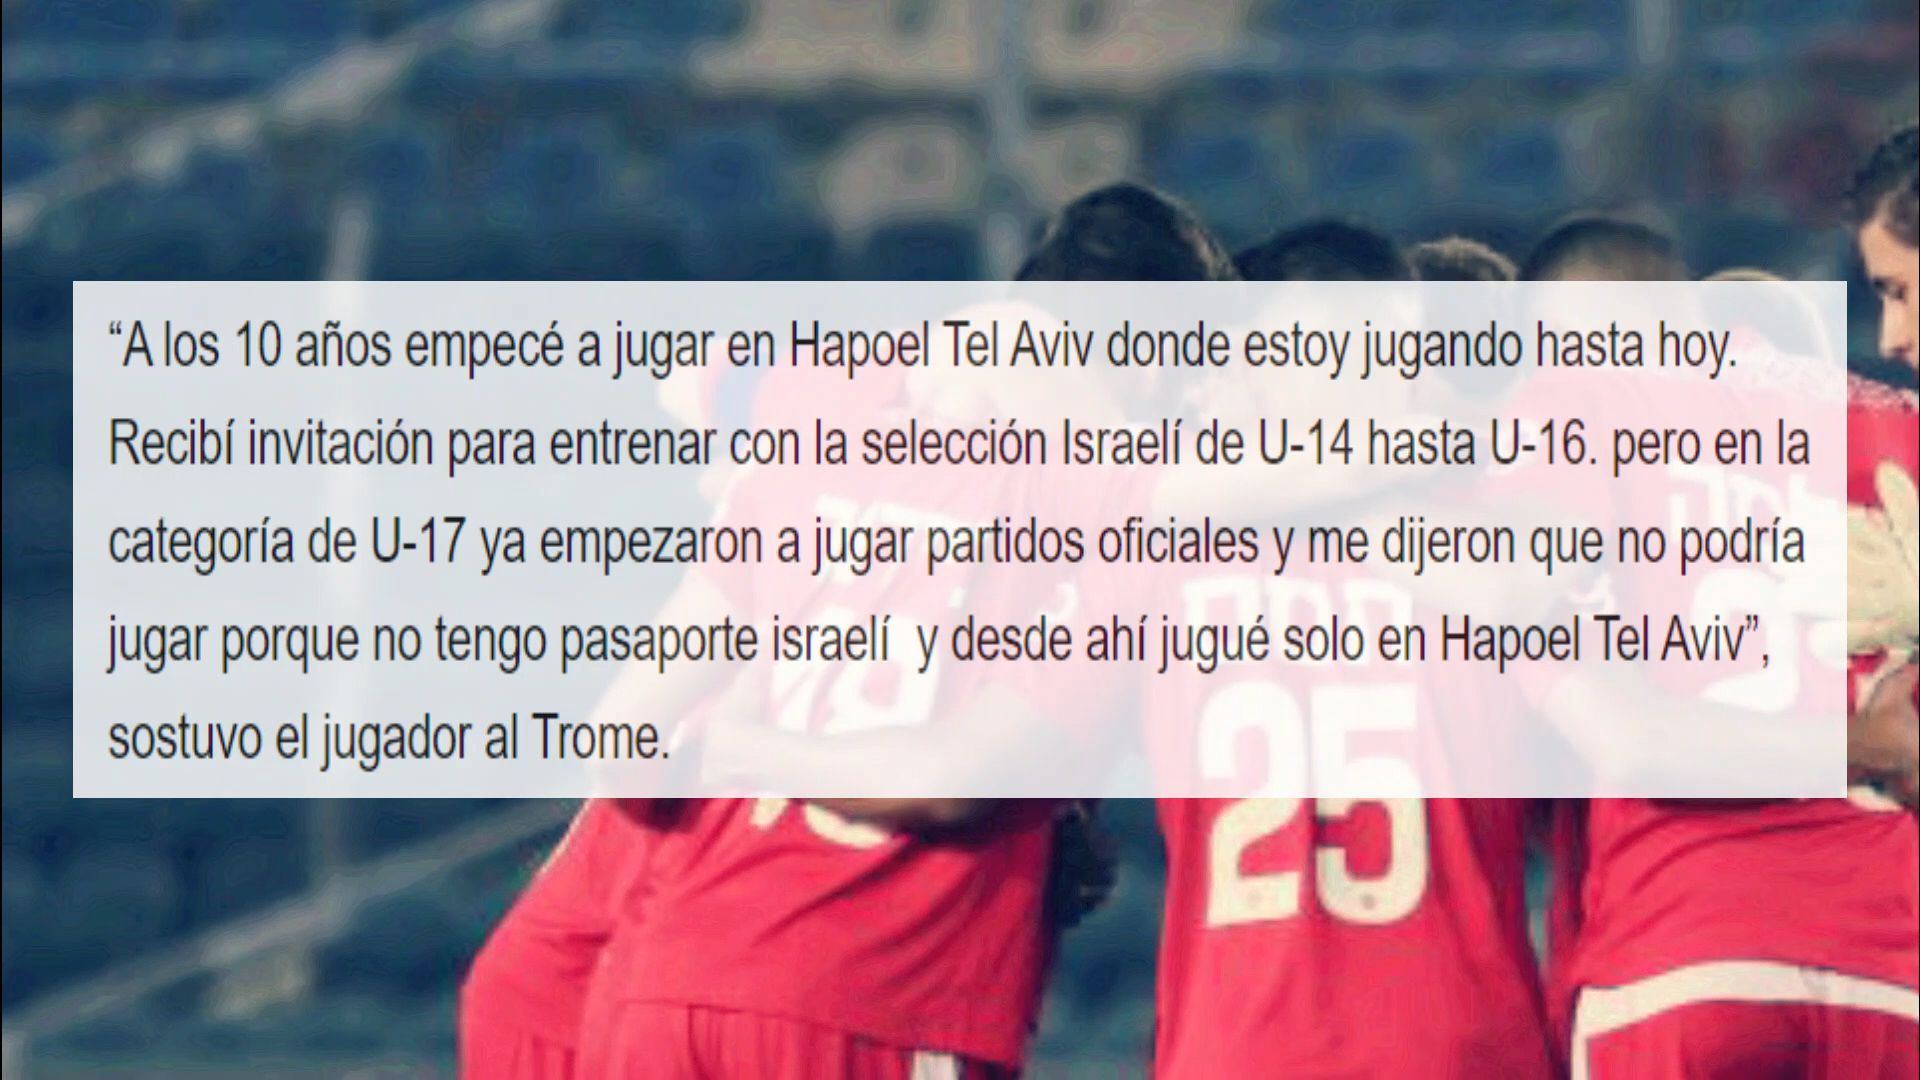 “A los 10 años empecé a jugar en Hapoel Tel Aviv donde estoy jugando hasta hoy.
Recibí invitación para entrenar con la selección Israelí de U-14 hasta U-16. pero en la
categoría de U-17 ya empezaron a jugar partidos oficiales y me dijeron que no podría
jugar porque no tengo pasaporte israelí  y desde ahí jugué solo en Hapoel Tel Aviv”,
sostuvo el jugador al Trome.
25